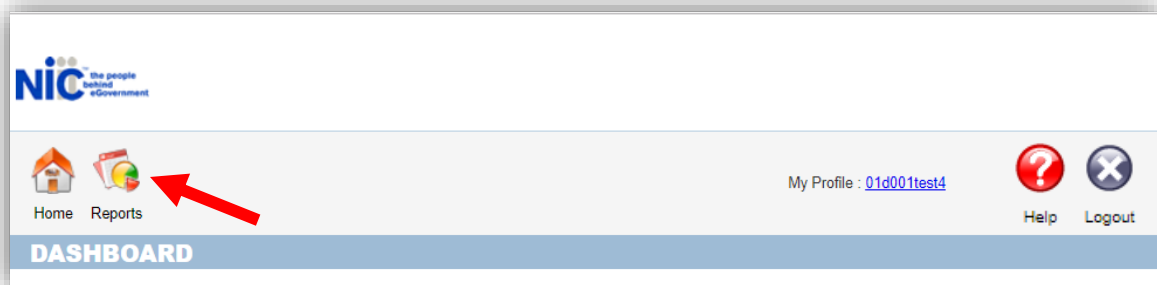 NIC the people
behind
eGovernment
Home Reports
My Profile : 01d001test4
Help Logout
DASHBOARD